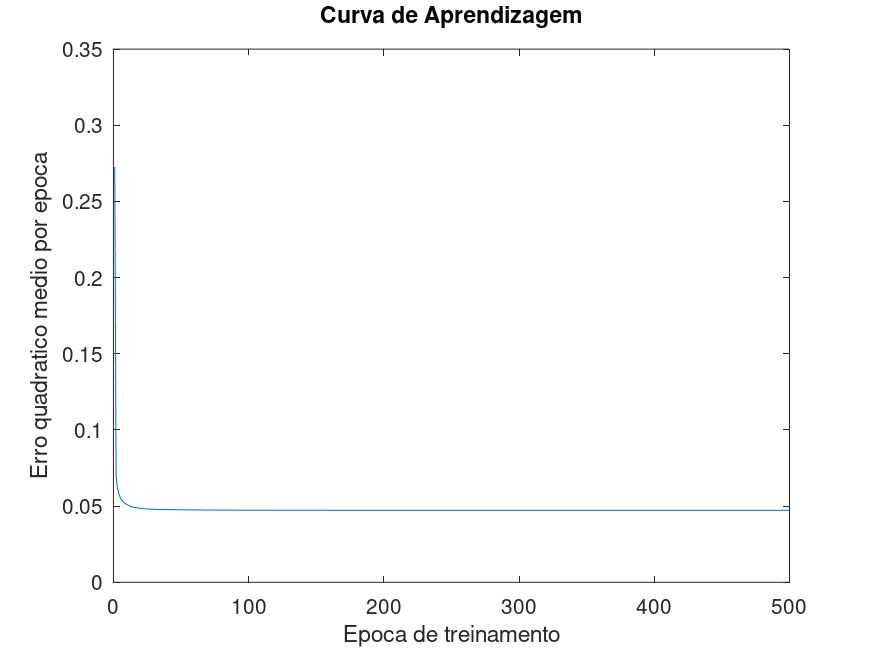 Curva de Aprendizagem
Erro quadratico medio por epoca
0.35
0.3
0.25
0.2
0.15
0.1
0.05
0
0 100 200 300 400 500
Epoca de treinamento